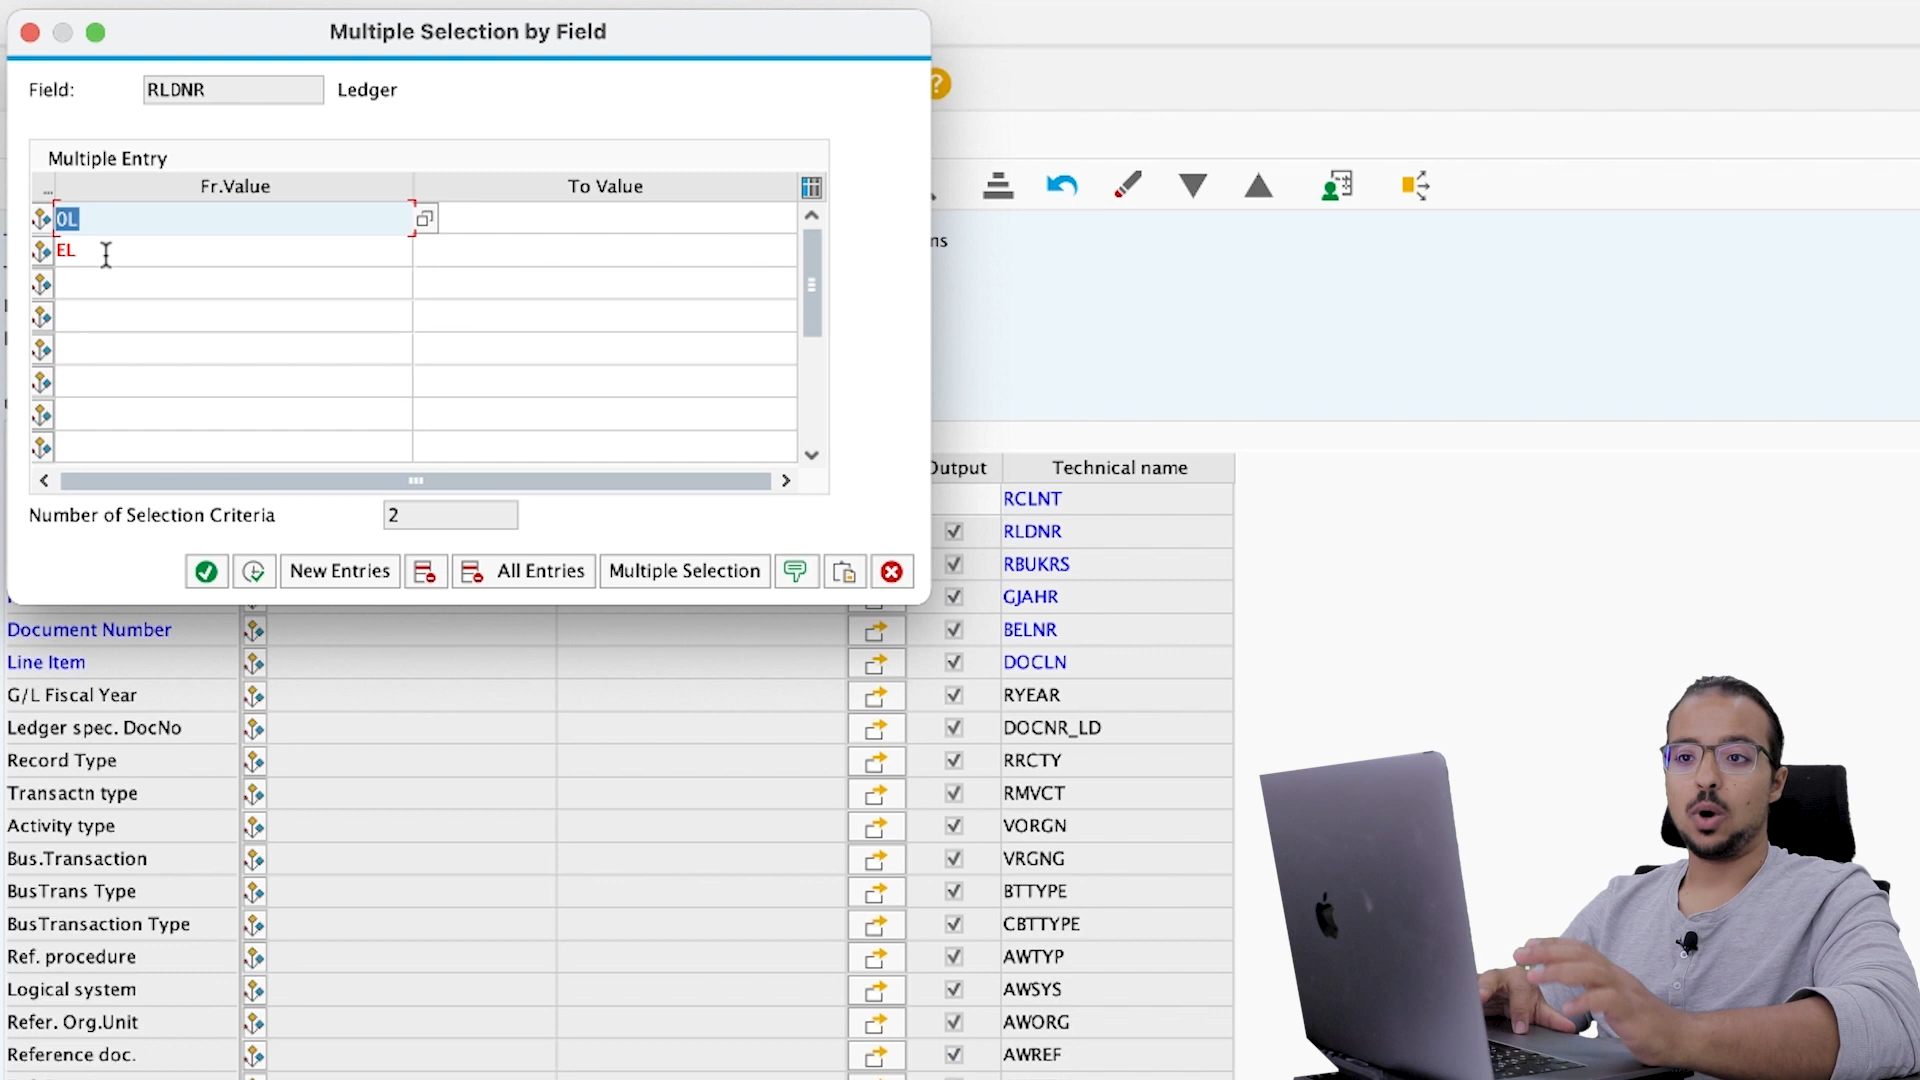 Multiple Selection by Field
Field: RLDNR Ledger
Multiple Entry
... Fr.Value To Value
0L
EL
Number of Selection Criteria 2
New Entries All Entries Multiple Selection
?
ns
Output Technical name
RCLNT
RLDNR
RBUKRS
GJAHR
Document Number BELNR
Line Item DOCLN
G/L Fiscal Year RYEAR
Ledger spec. DocNo DOCNR_LD
Record Type RRCTY
Transactn type RMVCT
Activity type VORGN
Bus.Transaction VRGNG
BusTrans Type BTTYPE
BusTransaction Type CBTTYPE
Ref. procedure AWTYP
Logical system AWSYS
Refer. Org.Unit AWORG
Reference doc. AWREF